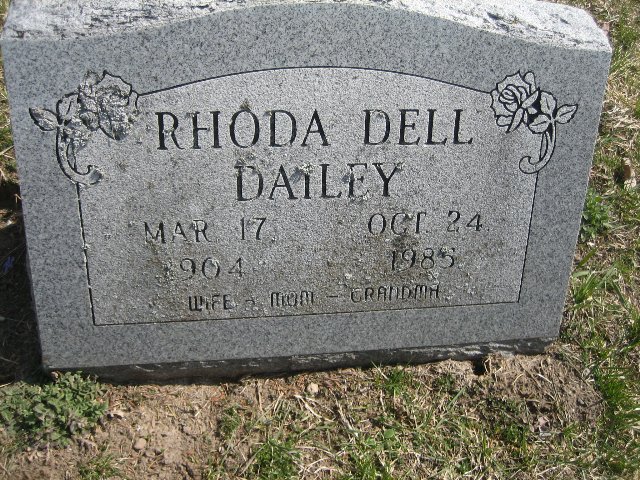 RHODA DELL
DAILEY
MAR 17 OCT 24
1904 1985
WIFE - MOM - GRANDMA